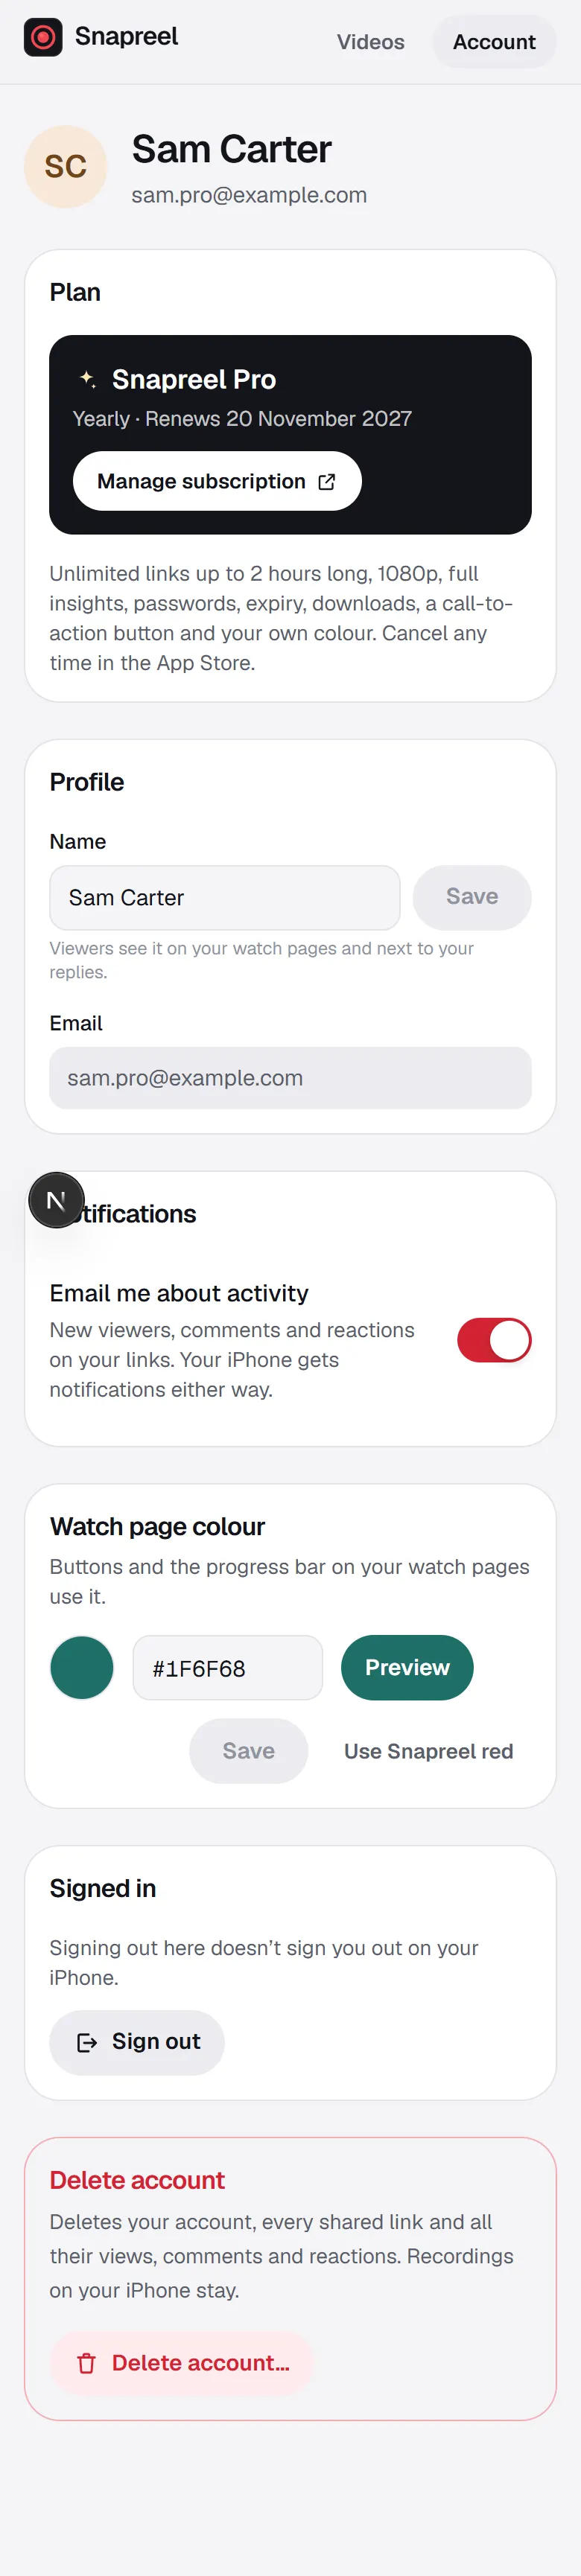 Snapreel
Videos
Account
SC
Sam Carter
sam.pro@example.com
Plan
Snapreel Pro
Yearly · Renews 20 November 2027
Manage subscription
Unlimited links up to 2 hours long, 1080p, full
insights, passwords, expiry, downloads, a call-to-
action button and your own colour. Cancel any
time in the App Store.
Profile
Name
Sam Carter
Save
Viewers see it on your watch pages and next to your
replies.
Email
sam.pro@example.com
N
tifications
Email me about activity
New viewers, comments and reactions
on your links. Your iPhone gets
notifications either way.
Watch page colour
Buttons and the progress bar on your watch pages
use it.
#1F6F68
Preview
Save
Use Snapreel red
Signed in
Signing out here doesn’t sign you out on your
iPhone.
Sign out
Delete account
Deletes your account, every shared link and all
their views, comments and reactions. Recordings
on your iPhone stay.
Delete account…